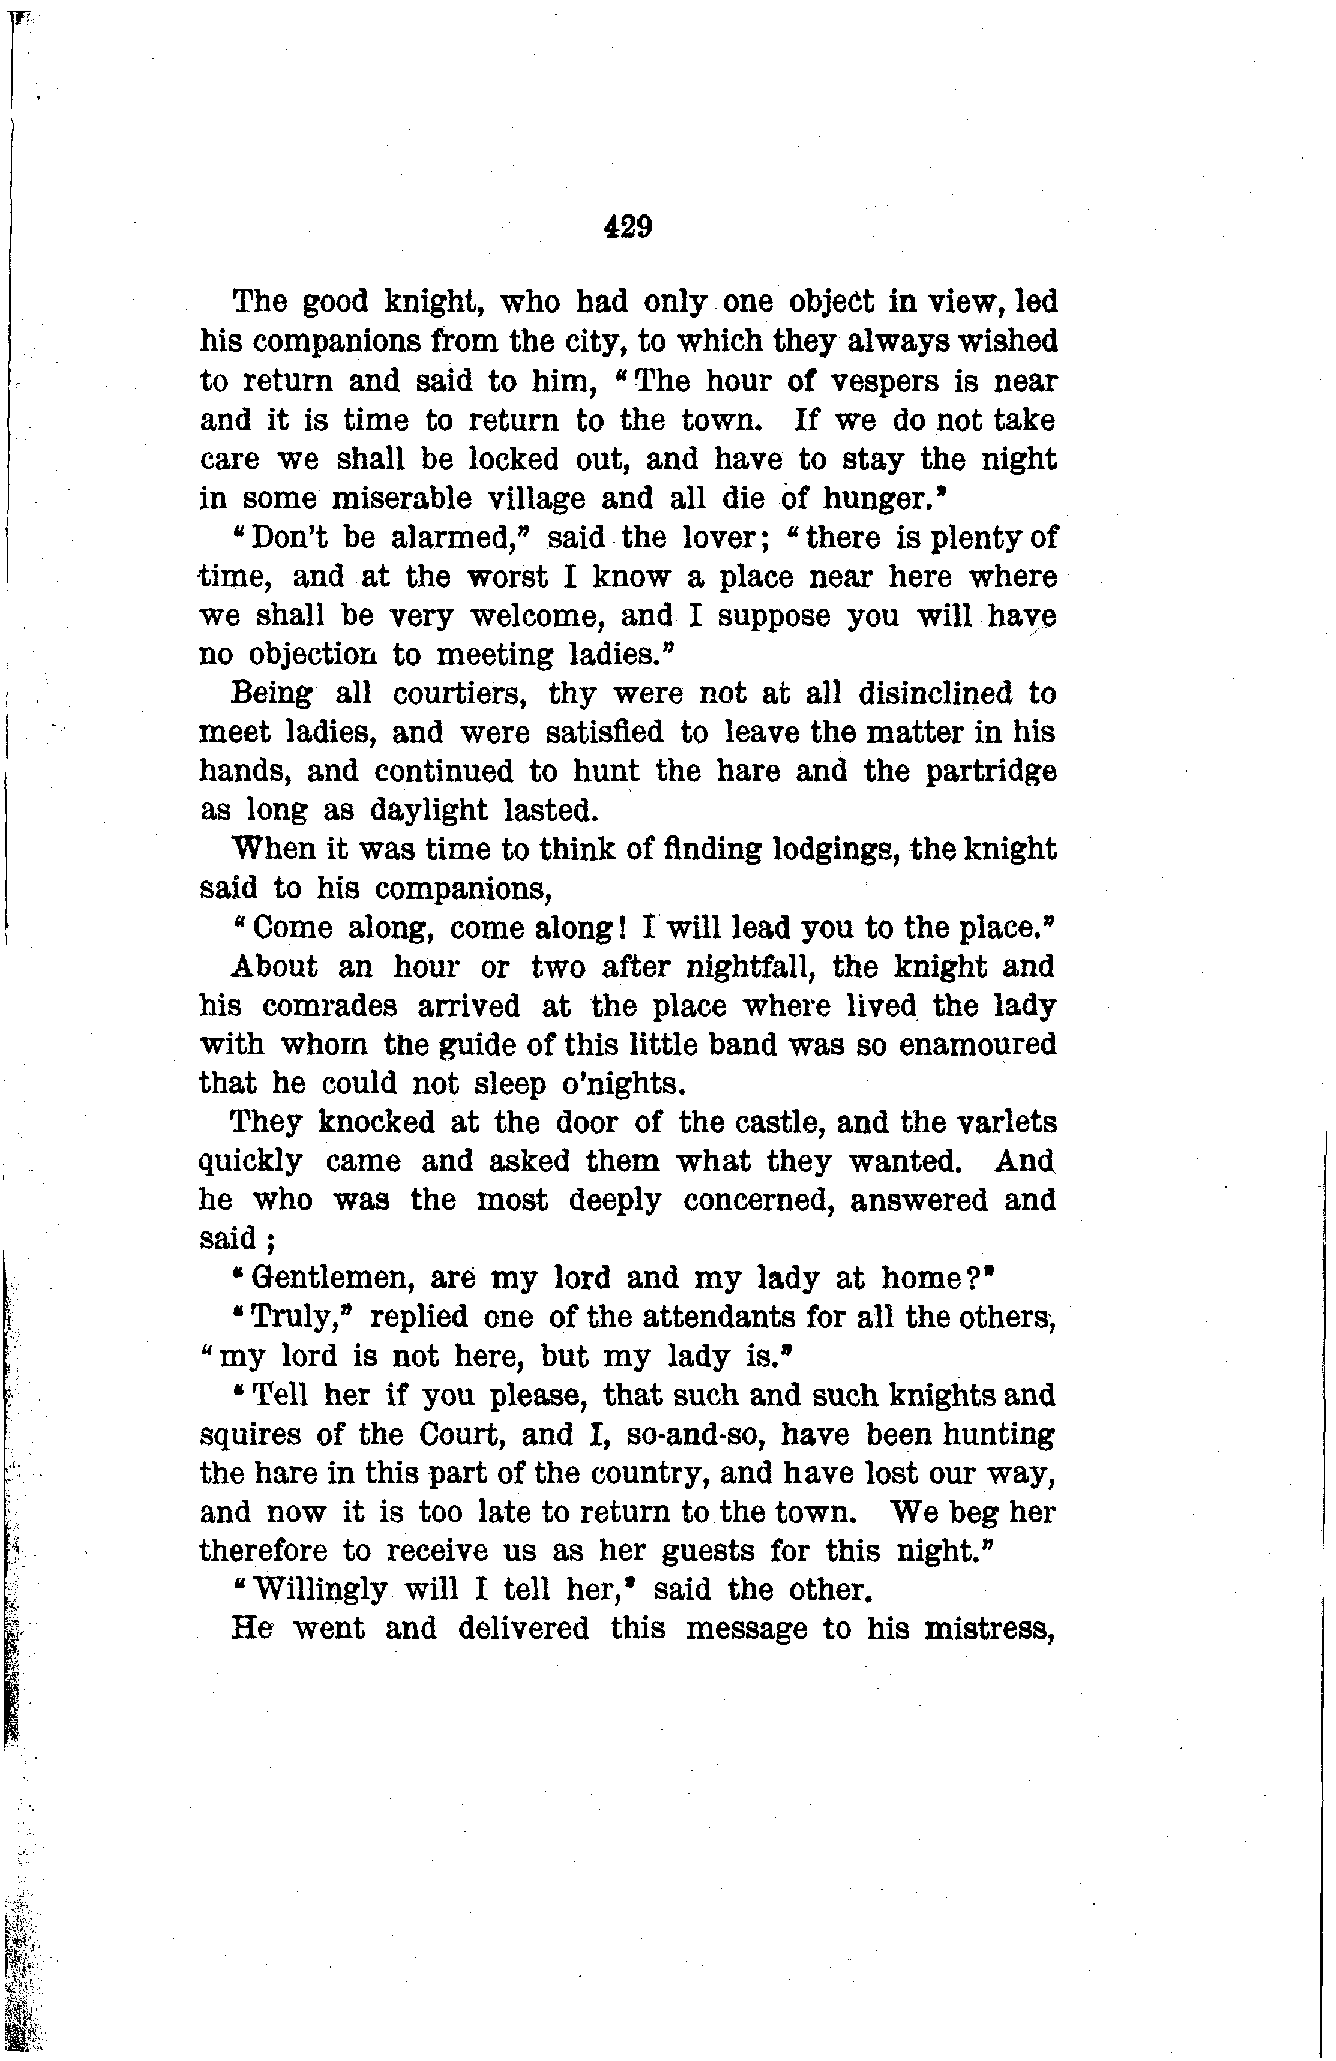 429
The good knight, who had only one object in view, led
his companions from the city, to which they always wished
to return and said to him, "The hour of vespers is near
and it is time to return to the town. If we do not take
care we shall be locked out, and have to stay the night
in some miserable village and all die of hunger."
"Don't be alarmed," said the lover; "there is plenty of
time, and at the worst I know a place near here where
we shall be very welcome, and I suppose you will have
no objection to meeting ladies."
Being all courtiers, thy were not at all disinclined to
meet ladies, and were satisfied to leave the matter in his
hands, and continued to hunt the hare and the partridge
as long as daylight lasted.
When it was time to think of finding lodgings, the knight
said to his companions,
"Come along, come along! I will lead you to the place."
About an hour or two after nightfall, the knight and
his comrades arrived at the place where lived the lady
with whom the guide of this little band was so enamoured
that he could not sleep o'nights.
They knocked at the door of the castle, and the varlets
quickly came and asked them what they wanted. And
he who was the most deeply concerned, answered and
said;
"Gentlemen, are my lord and my lady at home?"
"Truly," replied one of the attendants for all the others,
"my lord is not here, but my lady is."
"Tell her if you please, that such and such knights and
squires of the Court, and I, so-and-so, have been hunting
the hare in this part of the country, and have lost our way,
and now it is too late to return to the town. We beg her
therefore to receive us as her guests for this night."
"Willingly will I tell her," said the other.
He went and delivered this message to his mistress,